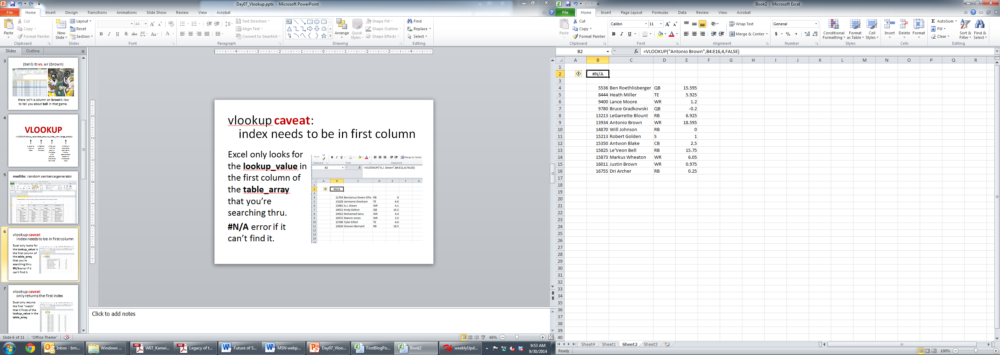 Day07_Vlookup.pptx - Microsoft PowerPoint
File Home Insert Design Transitions Animations Slide Show Review View Acrobat
Paste
Cut
Copy
Format Painter
Clipboard
New Slide
Layout
Reset
Section
Slides
44
Font
Paragraph
Text Direction
Align Text
Convert to SmartArt
Arrange
Quick Styles
Shape Fill
Shape Outline
Shape Effects
Drawing
Find
Replace
Select
Editing
Slides Outline
3
(bell) rb vs. wr (brown)
there isn't a column on brown's row
to tell you about bell in that game.
4
VLOOKUP
5
madlibs: random sentence generator
6
vlookup caveat:
index needs to be in first column
Excel only looks for
the lookup_value in
the first column of
the table_array
that you're
searching thru.
#N/A error if it
can't find it.
7
vlookup caveat:
only returns the first index
Excel only returns
the first "match"
that it finds of the
lookup_value in the
table_array.
vlookup caveat:
index needs to be in first column
Excel only looks for
the lookup_value in
the first column of
the table_array
that you're
searching thru.
#N/A error if it
can't find it.
Paste
Clipboard Font Alignment
Merge & Center
B2 =VLOOKUP("A.J. Green",B4:E11,4,FALSE)
A B C D E F G
1
2 #N/A
3
4 11754 BenJarvus Green-Ellis RB 8
5 13228 Jermaine Gresham TE 6.6
6 13983 A.J. Green WR 4.1
7 14012 Andy Dalton QB 16.2
8 14922 Mohamed Sanu WR 4.4
9 15072 Marvin Jones WR 3.5
10 15788 Tyler Eifert TE 6.6
11 15826 Giovani Bernard RB 18.5
12
13
14
15
Click to add notes
Slide 6 of 11 "Office Theme" 66%
Book2 - Microsoft Excel
File Home Insert Page Layout Formulas Data Review View Acrobat
Paste
Cut
Copy
Format Painter
Clipboard
Calibri 11
Font
Wrap Text
Merge & Center
Alignment
General
Number
Conditional Formatting
Format as Table
Cell Styles
Styles
Insert Delete Format
Cells
AutoSum
Fill
Clear
Sort & Filter
Find & Select
Editing
B2 =VLOOKUP("Antonio Brown",B4:E16,4,FALSE)
A B C D E F G H I J K L M N O P Q R
1
2 #N/A
3
4 5536 Ben Roethlisberger QB 15.595
5 8444 Heath Miller TE 5.925
6 9400 Lance Moore WR 1.2
7 9780 Bruce Gradkowski QB -0.2
8 13213 LeGarrette Blount RB 6.925
9 13934 Antonio Brown WR 18.595
10 14870 Will Johnson RB 0
11 15213 Robert Golden S 1
12 15350 Antwon Blake CB 2.5
13 15825 Le'Veon Bell RB 15.75
14 15873 Markus Wheaton WR 6.05
15 16011 Justin Brown WR 0.975
16 16755 Dri Archer RB 0.25
17
18
19
20
21
22
23
24
25
26
27
28
29
30
31
32
33
34
35
36
37
38
39
40
Sheet4 Sheet1 Sheet2 Sheet3
Ready 100%
Inbox - bm...
Windows ...
W07_Kanwi...
Legacy of t...
Future of S...
MSN webp...
Day07_Vloo...
FirstBlogPo...
Book2
weeklyUpd...
9:53 AM
9/30/2014